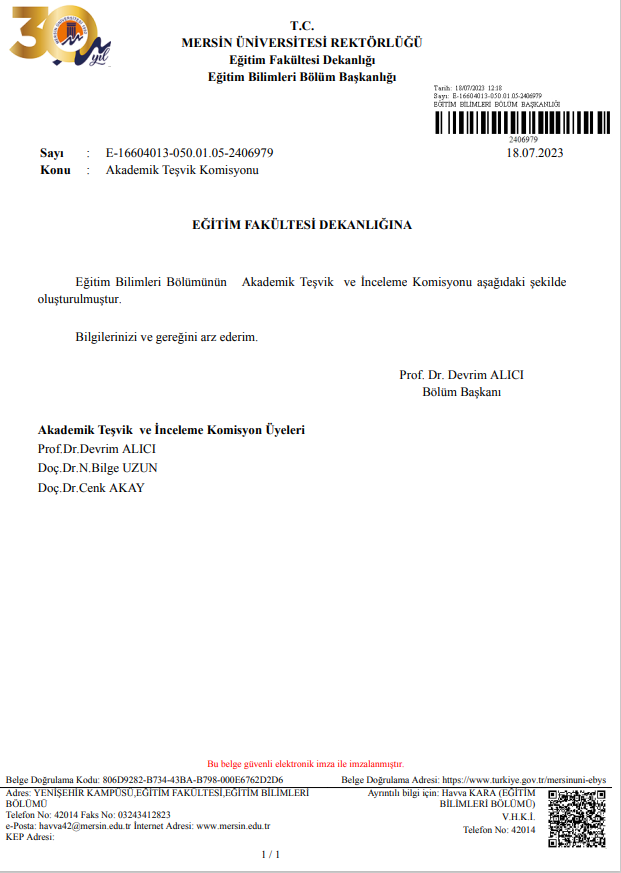 30. yıl
MERSİN ÜNİVERSİTESİ
T.C.
MERSİN ÜNİVERSİTESİ REKTÖRLÜĞÜ
Eğitim Fakültesi Dekanlığı
Eğitim Bilimleri Bölüm Başkanlığı
Tarih: 18/07/2023 12:18
Sayı: E-16604013-050.01.05-2406979
EĞİTİM BİLİMLERİ BÖLÜM BAŞKANLIĞI
2406979
Sayı : E-16604013-050.01.05-2406979 18.07.2023
Konu : Akademik Teşvik Komisyonu
EĞİTİM FAKÜLTESİ DEKANLIĞINA
Eğitim Bilimleri Bölümünün Akademik Teşvik ve İnceleme Komisyonu aşağıdaki şekilde
oluşturulmuştur.
Bilgilerinizi ve gereğini arz ederim.
Prof. Dr. Devrim ALICI
Bölüm Başkanı
Akademik Teşvik ve İnceleme Komisyon Üyeleri
Prof.Dr.Devrim ALICI
Doç.Dr.N.Bilge UZUN
Doç.Dr.Cenk AKAY
Bu belge güvenli elektronik imza ile imzalanmıştır.
Belge Doğrulama Kodu: 806D9282-B734-43BA-B798-000E6762D2D6 Belge Doğrulama Adresi: https://www.turkiye.gov.tr/mersinuni-ebys
Adres: YENİŞEHİR KAMPÜSÜ,EĞİTİM FAKÜLTESİ,EĞİTİM BİLİMLERİ
BÖLÜMÜ
Telefon No: 42014 Faks No: 03243412823
e-Posta: havva42@mersin.edu.tr İnternet Adresi: www.mersin.edu.tr
KEP Adresi:
Ayrıntılı bilgi için: Havva KARA (EĞİTİM
BİLİMLERİ BÖLÜMÜ)
V.H.K.İ.
Telefon No: 42014
1 / 1